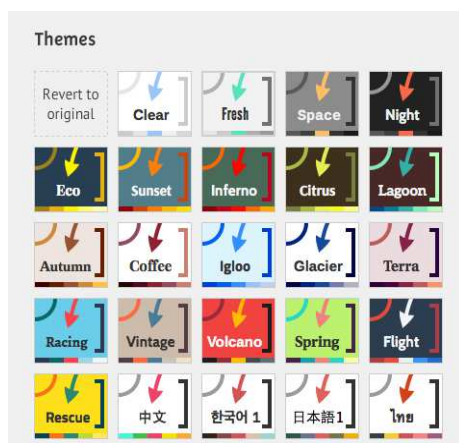 Themes
Revert to
original
Clear
Fresh
Space
Night
Eco
Sunset
Inferno
Citrus
Lagoon
Autumn
Coffee
Igloo
Glacier
Terra
Racing
Vintage
Volcano
Spring
Flight
Rescue
中文
한국어 1
日本語1
ไทย